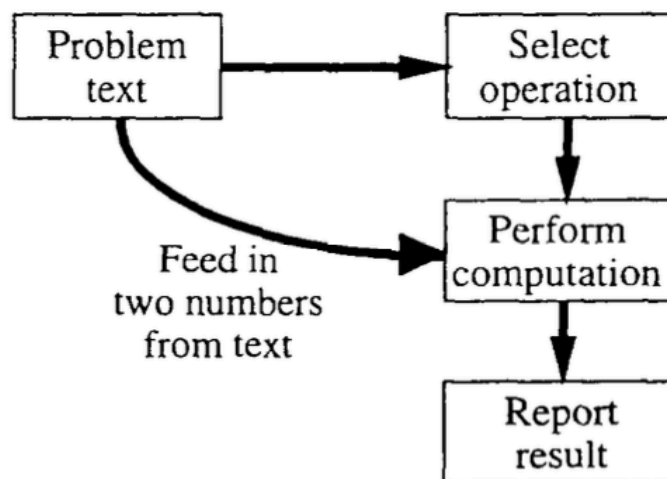 Problem
text
Select
operation
Feed in
two numbers
from text
Perform
computation
Report
result